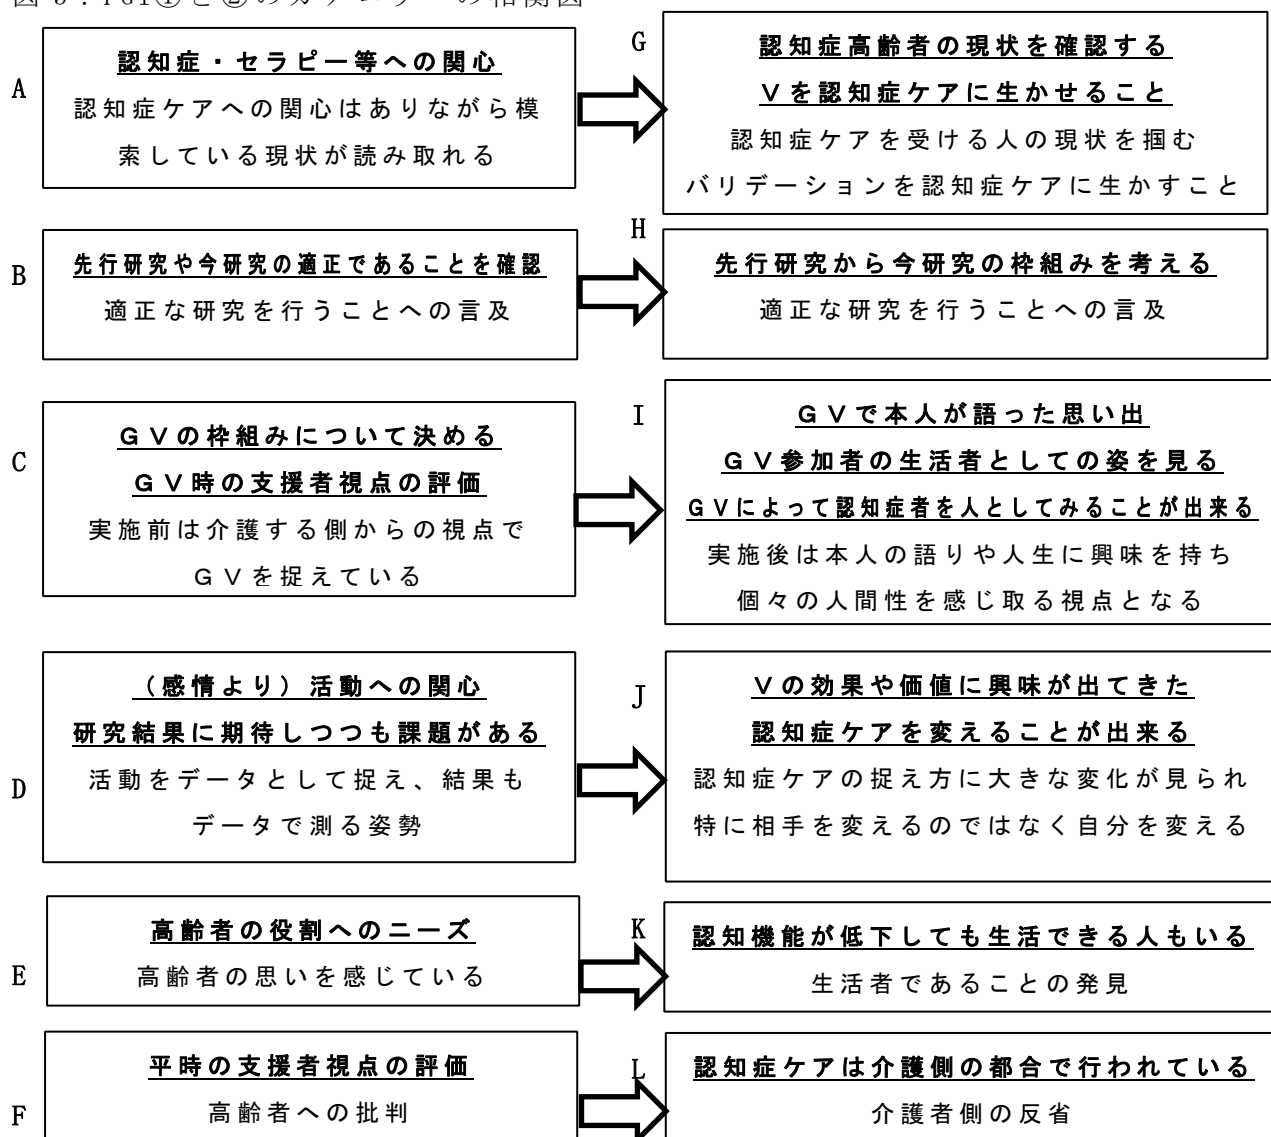 A
認知症・セラピー等への関心
認知症ケアへの関心はありながら模
索している現状が読み取れる
G
認知症高齢者の現状を確認する
Ｖを認知症ケアに生かせること
認知症ケアを受ける人の現状を掴む
バリデーションを認知症ケアに生かすこと
B
先行研究や今研究の適正であることを確認
適正な研究を行うことへの言及
H
先行研究から今研究の枠組みを考える
適正な研究を行うことへの言及
C
ＧＶの枠組みについて決める
ＧＶ時の支援者視点の評価
実施前は介護する側からの視点で
ＧＶを捉えている
I
ＧＶで本人が語った思い出
ＧＶ参加者の生活者としての姿を見る
ＧＶによって認知症者を人としてみることが出来る
実施後は本人の語りや人生に興味を持ち
個々の人間性を感じ取る視点となる
D
（感情より）活動への関心
研究結果に期待しつつも課題がある
活動をデータとして捉え、結果も
データで測る姿勢
J
Ｖの効果や価値に興味が出てきた
認知症ケアを変えることが出来る
認知症ケアの捉え方に大きな変化が見られ
特に相手を変えるのではなく自分を変える
E
高齢者の役割へのニーズ
高齢者の思いを感じている
K
認知機能が低下しても生活できる人もいる
生活者であることの発見
F
平時の支援者視点の評価
高齢者への批判
L
認知症ケアは介護側の都合で行われている
介護者側の反省